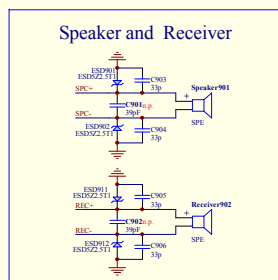 Speaker and Receiver
ESD901
ESD5Z2.5T1
C903
33p
SPC+
Speaker901
C901 n.p.
39pF
SPC-
ESD902
ESD5Z2.5T1
C904
33p
SPE
ESD911
ESD5Z2.5T1
C905
33p
REC+
Receiver902
C902 n.p.
39pF
REC-
ESD912
ESD5Z2.5T1
C906
33p
SPE